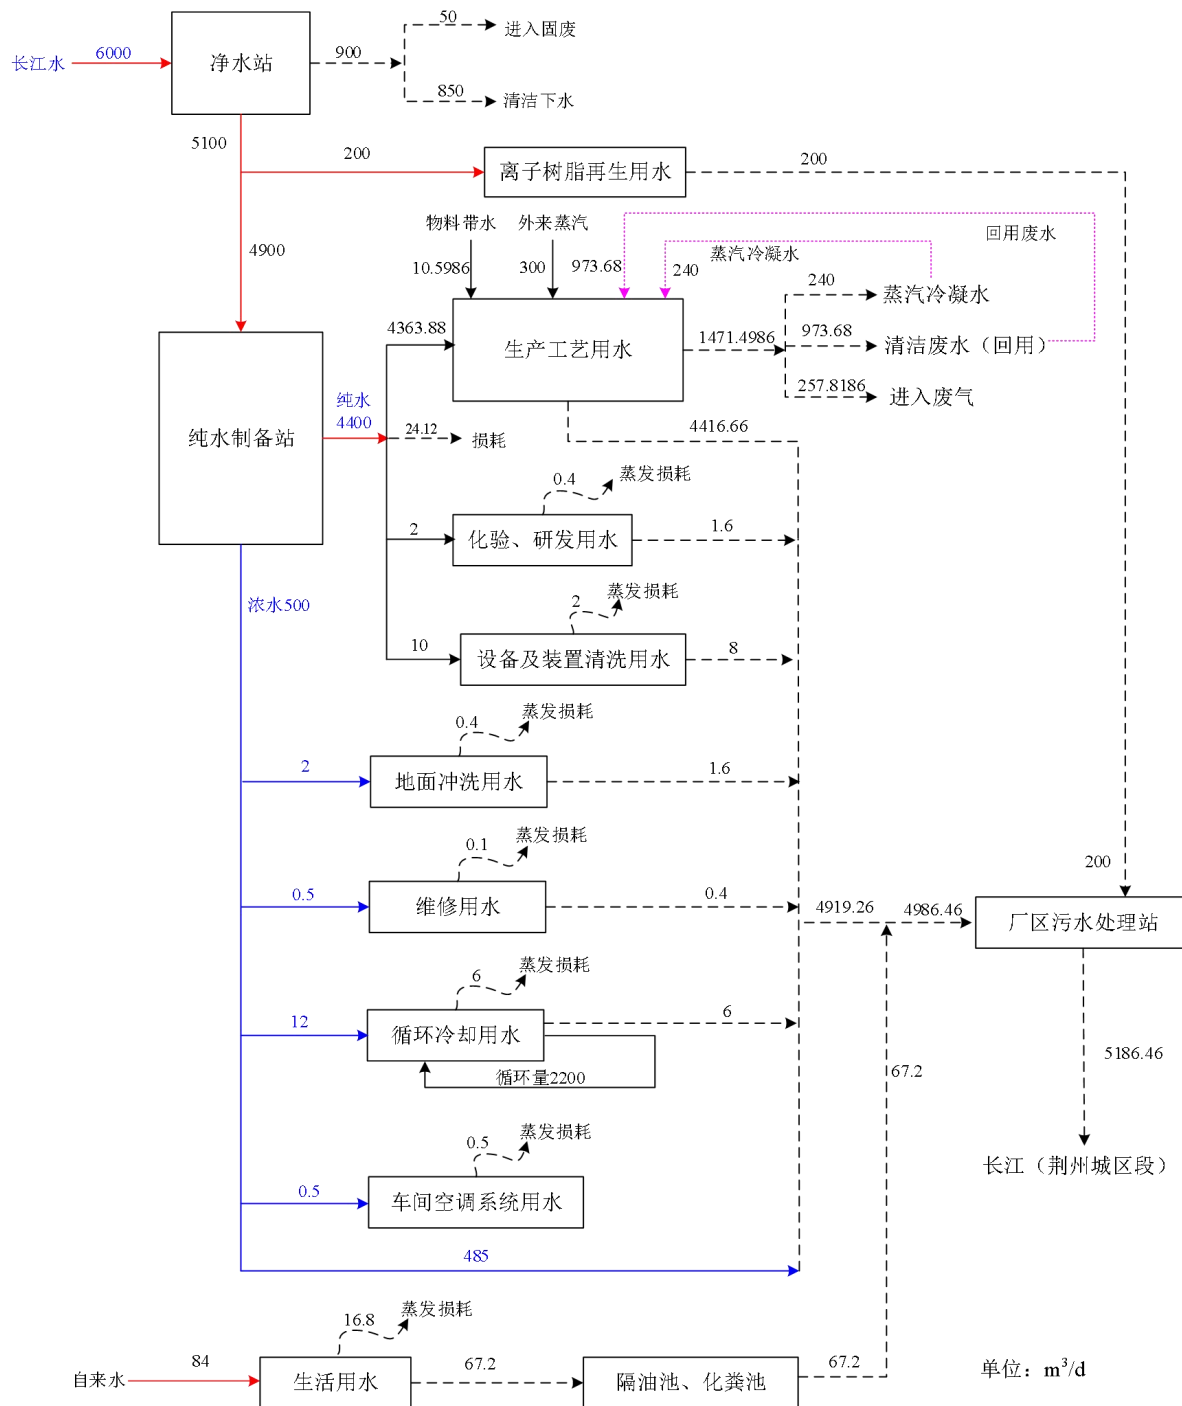 50
进入固废
长江水
6000
净水站
900
850
清洁下水
5100
200
离子树脂再生用水
200
物料带水
外来蒸汽
回用废水
4900
10.5986
300
973.68
蒸汽冷凝水
240
240
蒸汽冷凝水
4363.88
生产工艺用水
1471.4986
973.68
清洁废水（回用）
257.8186
进入废气
纯水
4400
纯水制备站
24.12
损耗
4416.66
0.4
蒸发损耗
2
化验、研发用水
1.6
2
蒸发损耗
浓水500
10
设备及装置清洗用水
8
0.4
蒸发损耗
2
地面冲洗用水
1.6
0.1
蒸发损耗
200
0.5
维修用水
0.4
4919.26
4986.46
厂区污水处理站
6
蒸发损耗
12
循环冷却用水
6
循环量2200
5186.46
67.2
0.5
蒸发损耗
长江（荆州城区段）
0.5
车间空调系统用水
485
16.8
蒸发损耗
自来水
84
生活用水
67.2
隔油池、化粪池
67.2
单位：m³/d